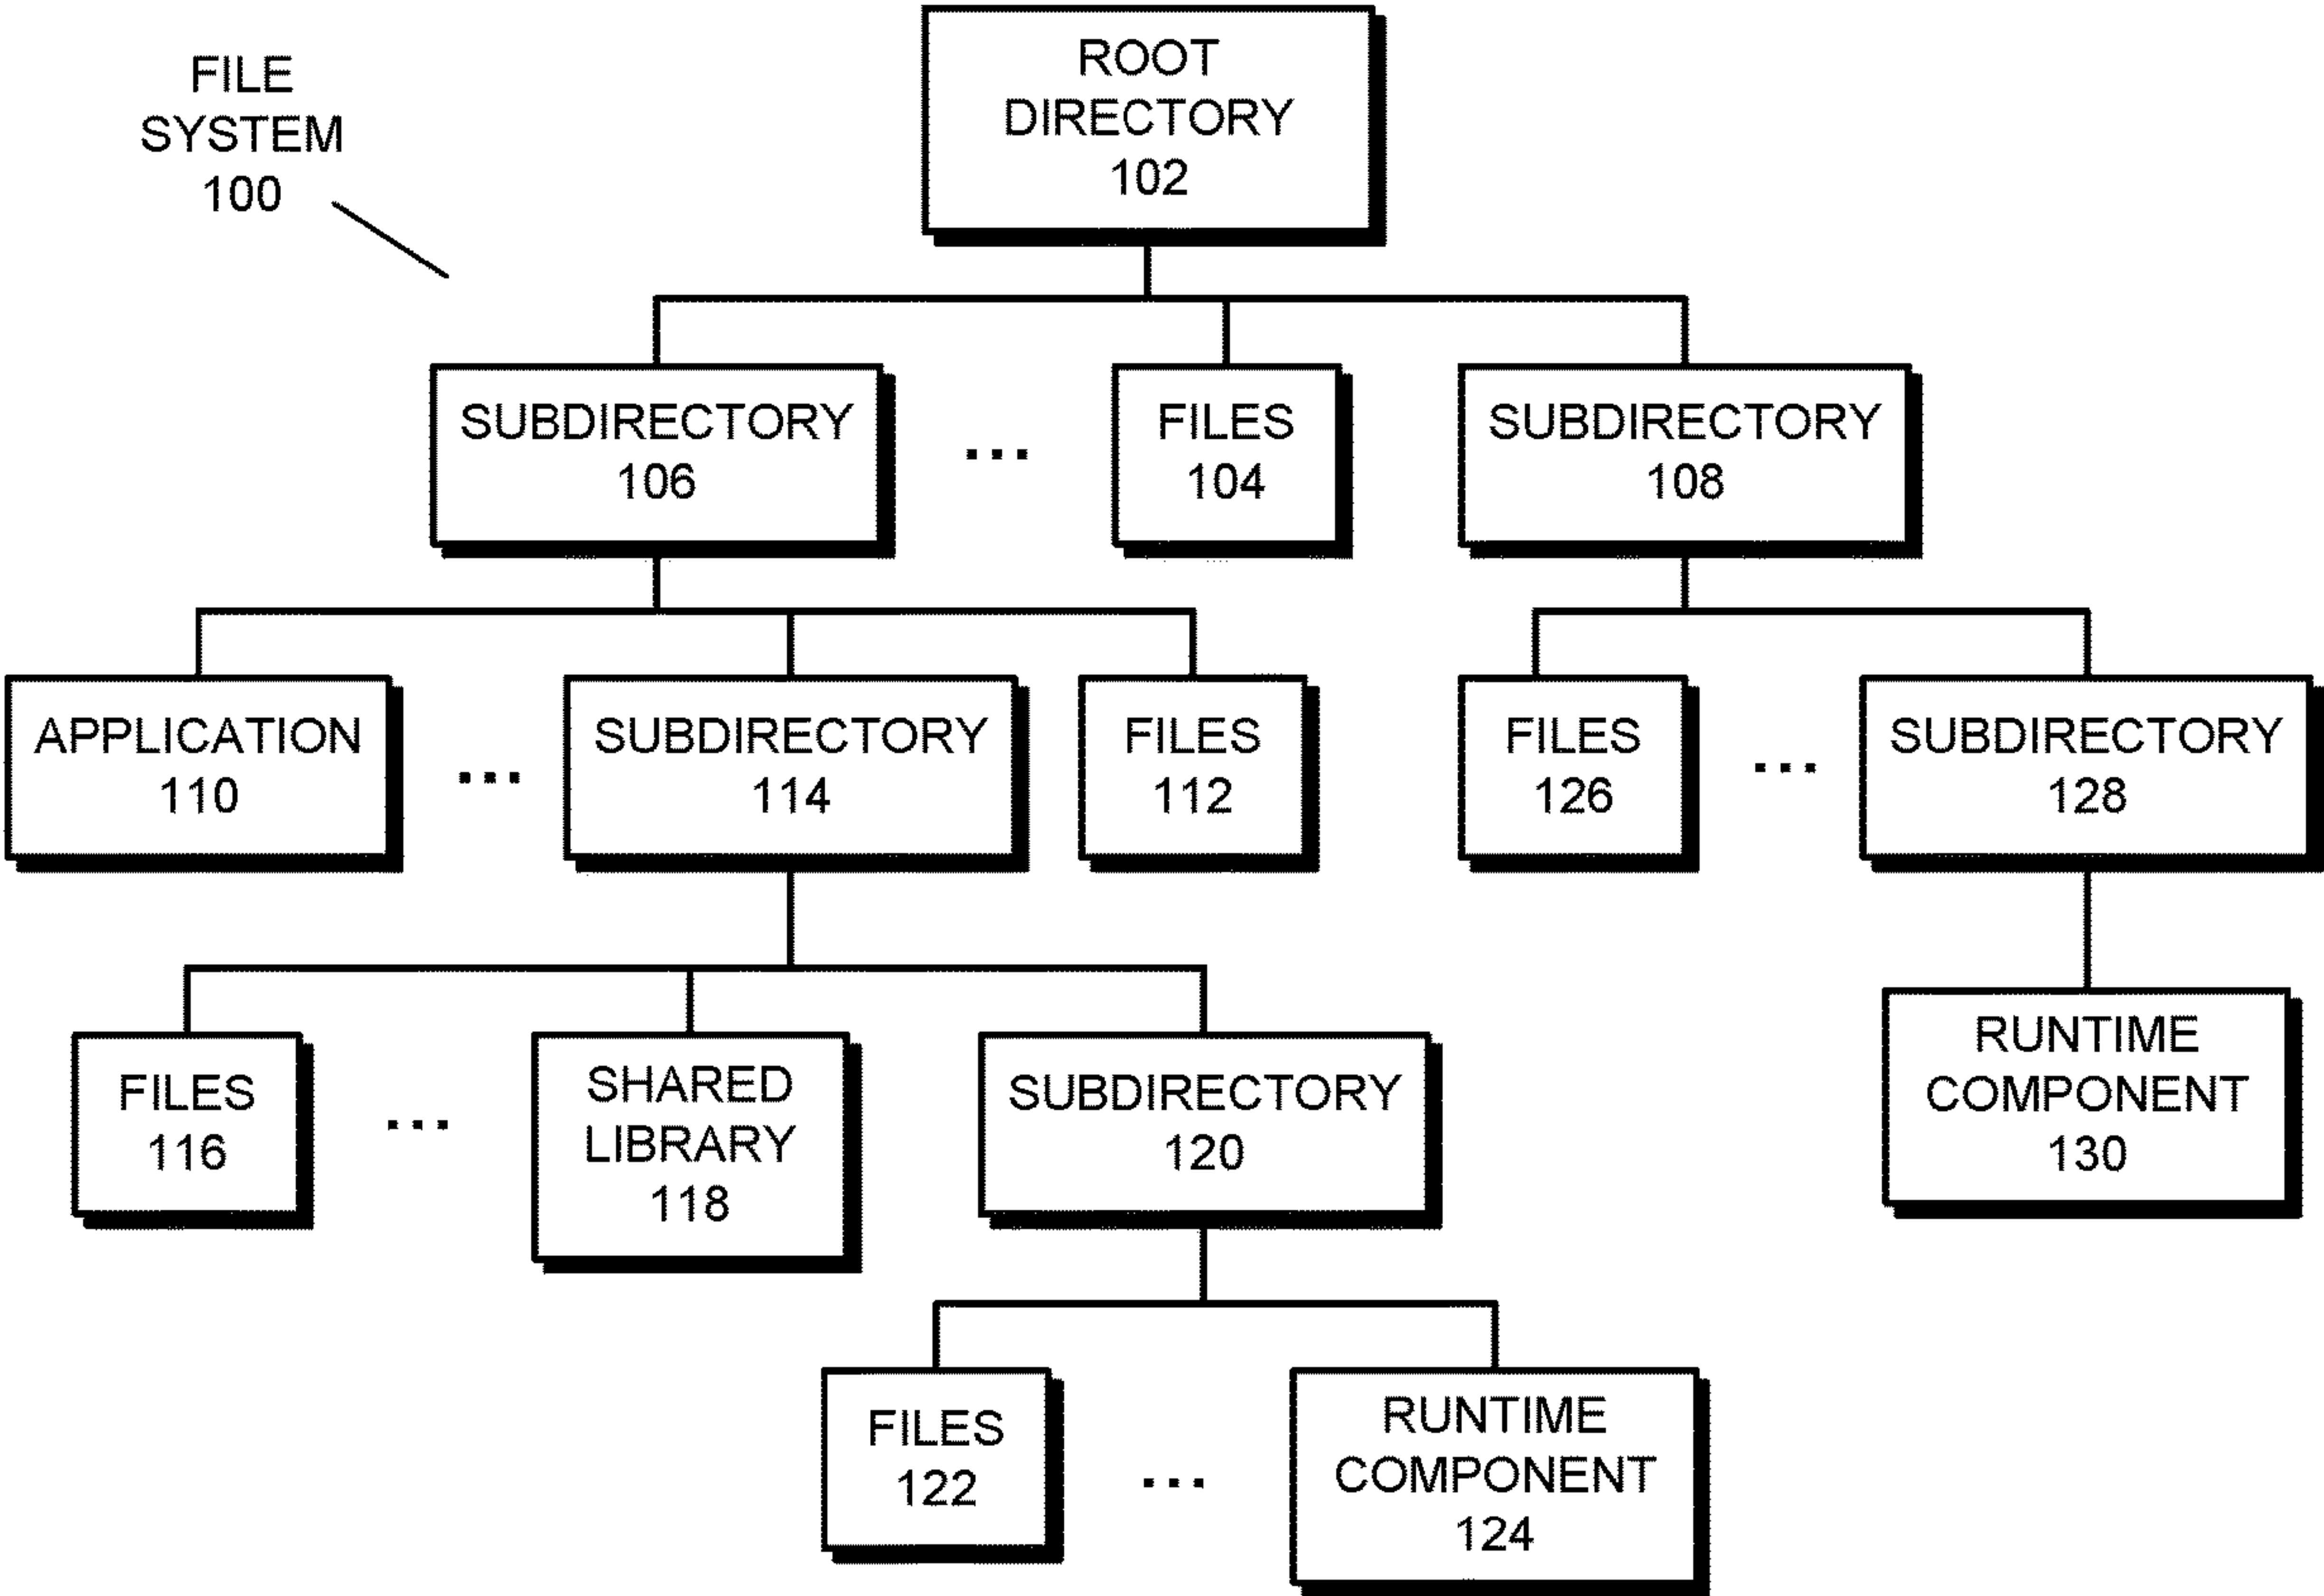 FILE
SYSTEM
100
ROOT
DIRECTORY
102
SUBDIRECTORY
106
...
FILES
104
SUBDIRECTORY
108
APPLICATION
110
...
SUBDIRECTORY
114
FILES
112
FILES
126
...
SUBDIRECTORY
128
FILES
116
...
SHARED
LIBRARY
118
SUBDIRECTORY
120
RUNTIME
COMPONENT
130
FILES
122
...
RUNTIME
COMPONENT
124